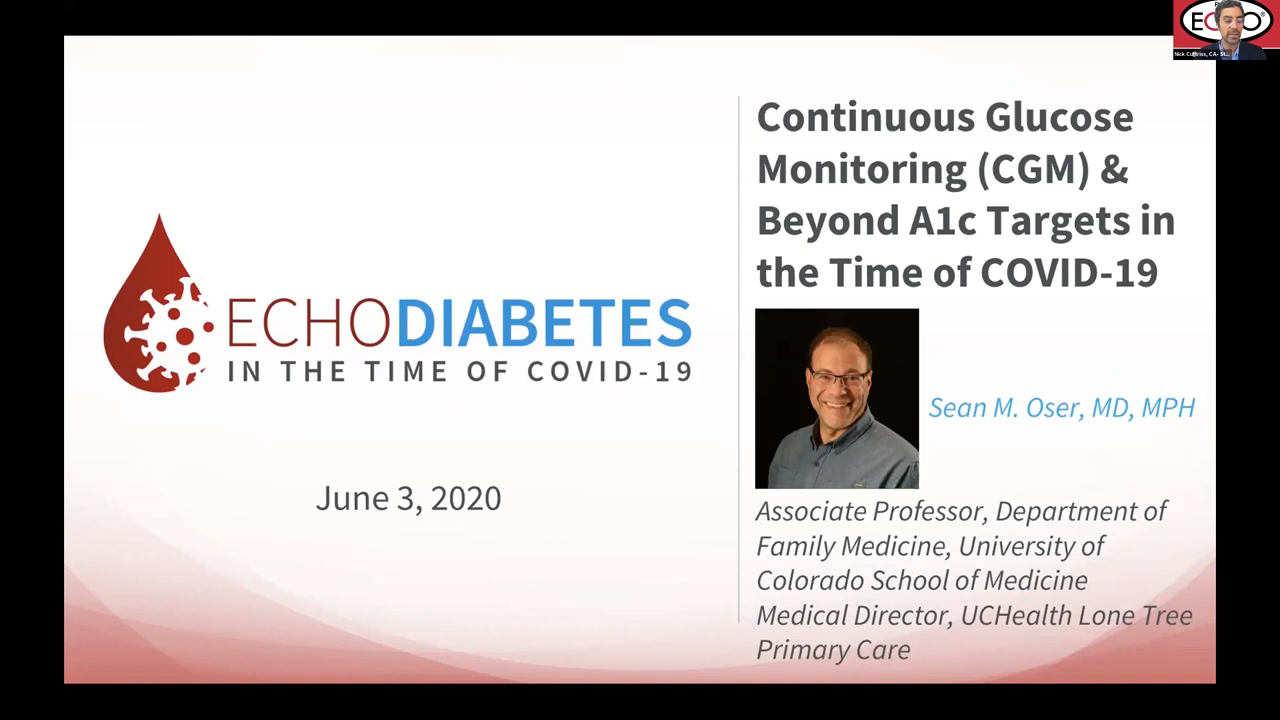 ECHO
ECHODIABETES
IN THE TIME OF COVID-19
June 3, 2020
Continuous Glucose
Monitoring (CGM) &
Beyond A1c Targets in
the Time of COVID-19
Sean M. Oser, MD, MPH
Associate Professor, Department of
Family Medicine, University of
Colorado School of Medicine
Medical Director, UCHealth Lone Tree
Primary Care